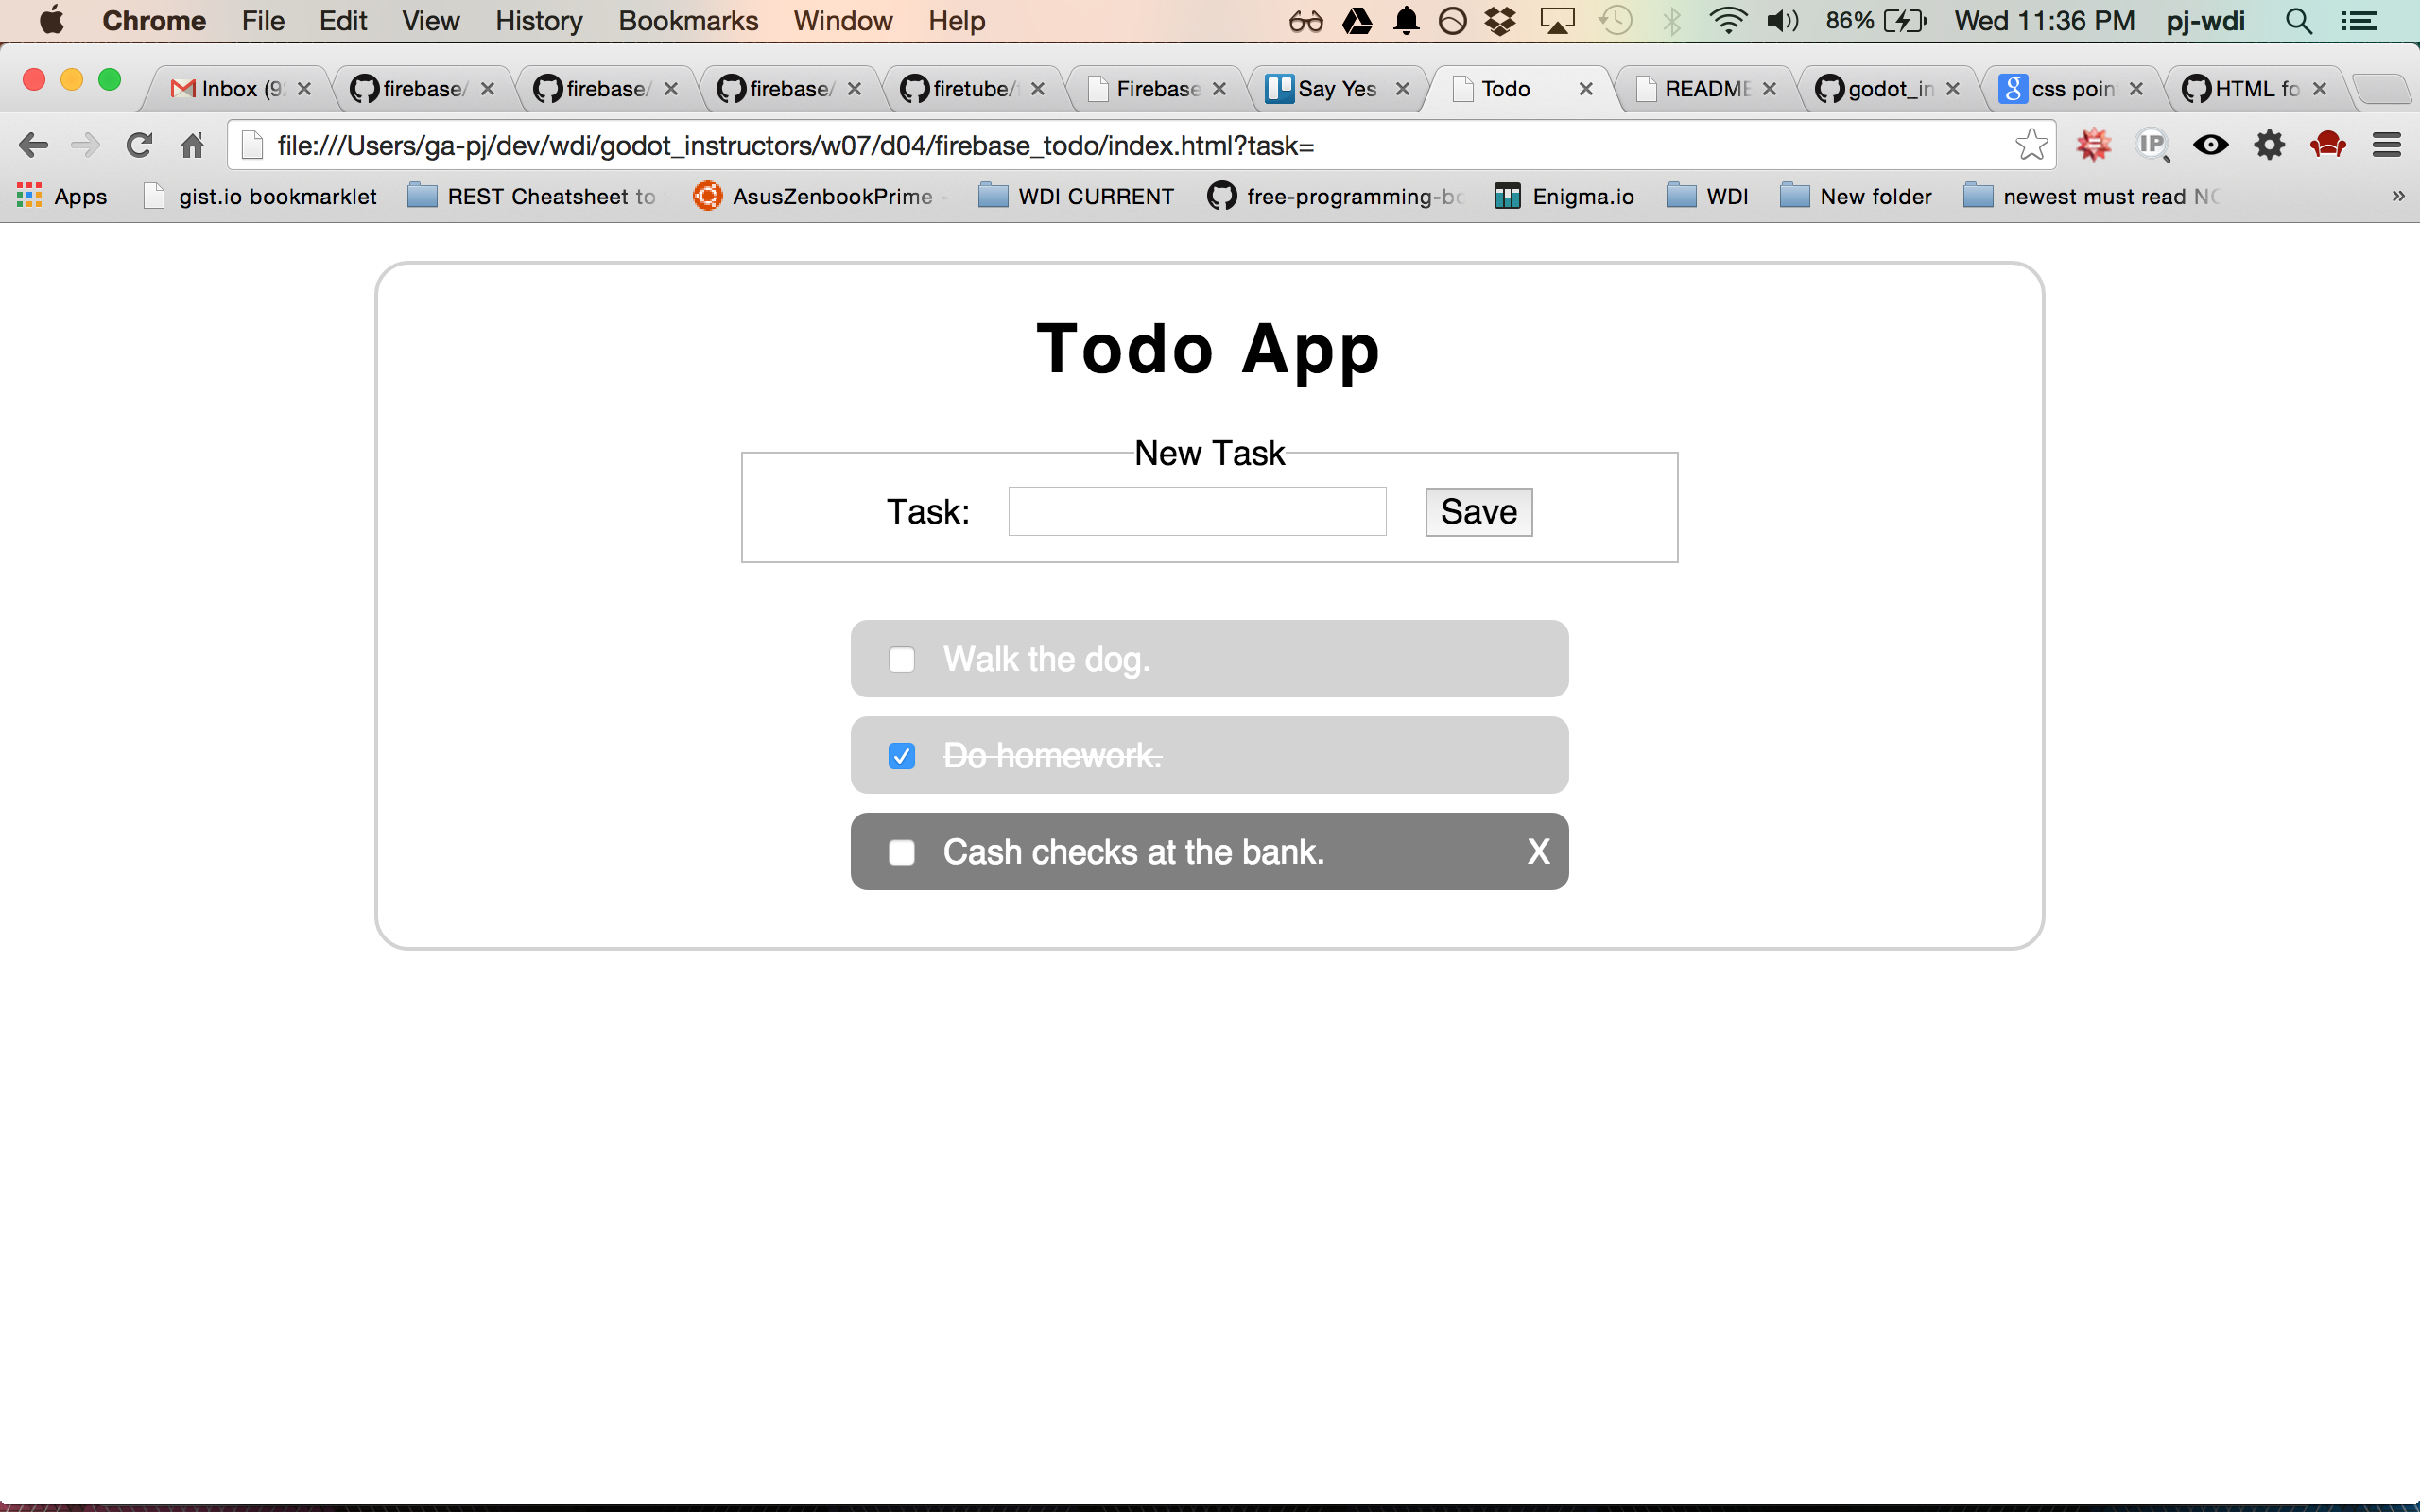 Chrome File Edit View History Bookmarks Window Help 86% Wed 11:36 PM pj-wdi
Inbox (9 firebase/ firebase/ firebase/ firetube/ Firebase Say Yes Todo README godot_in css poin HTML fo
file:///Users/ga-pj/dev/wdi/godot_instructors/w07/d04/firebase_todo/index.html?task= IP
Apps gist.io bookmarklet REST Cheatsheet to AsusZenbookPrime - WDI CURRENT free-programming-bo Enigma.io WDI New folder newest must read NO »
Todo App
New Task
Task: Save
Walk the dog.
Do homework.
Cash checks at the bank. X